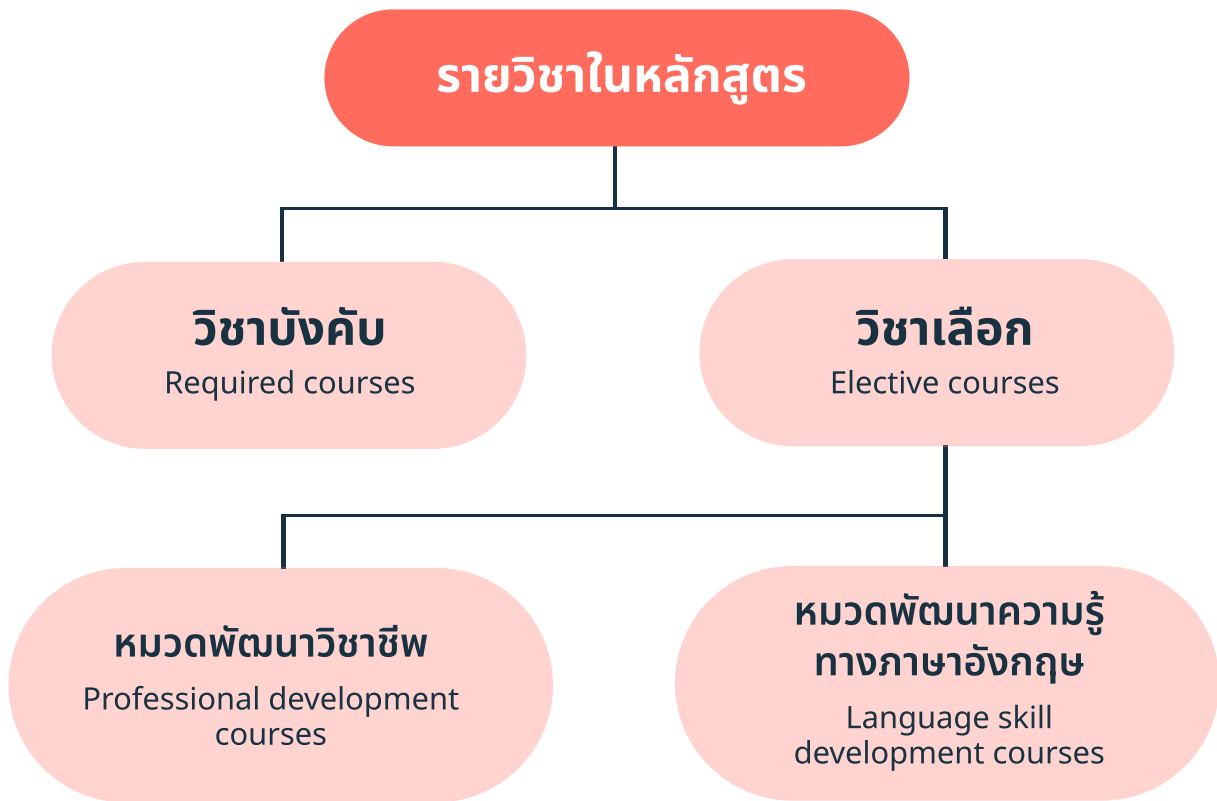 รายวิชาในหลักสูตร
วิชาบังคับ
Required courses
วิชาเลือก
Elective courses
หมวดพัฒนาวิชาชีพ
Professional development
courses
หมวดพัฒนาความรู้
ทางภาษาอังกฤษ
Language skill
development courses